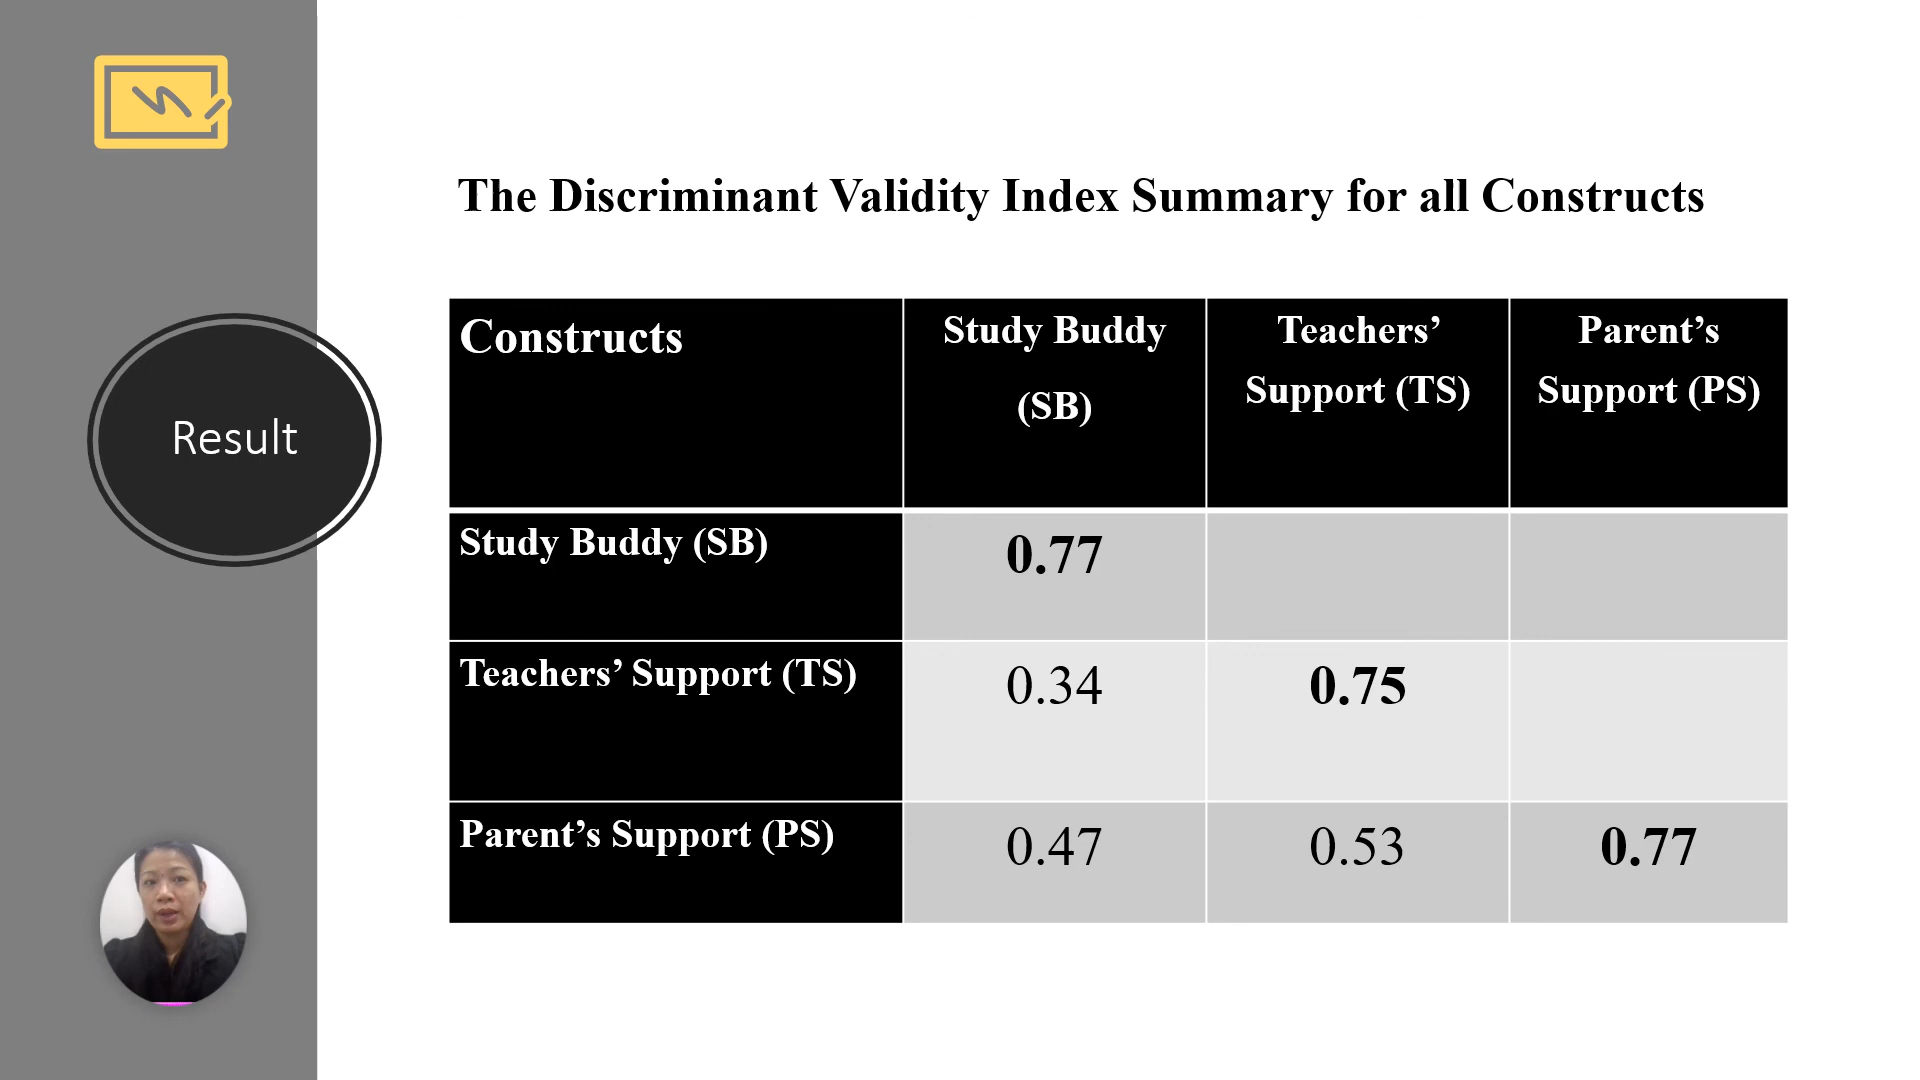 The Discriminant Validity Index Summary for all Constructs
Result
Constructs
Study Buddy
(SB)
Teachers’
Support (TS)
Parent’s
Support (PS)
Study Buddy (SB)
0.77
Teachers’ Support (TS)
0.34
0.75
Parent’s Support (PS)
0.47
0.53
0.77